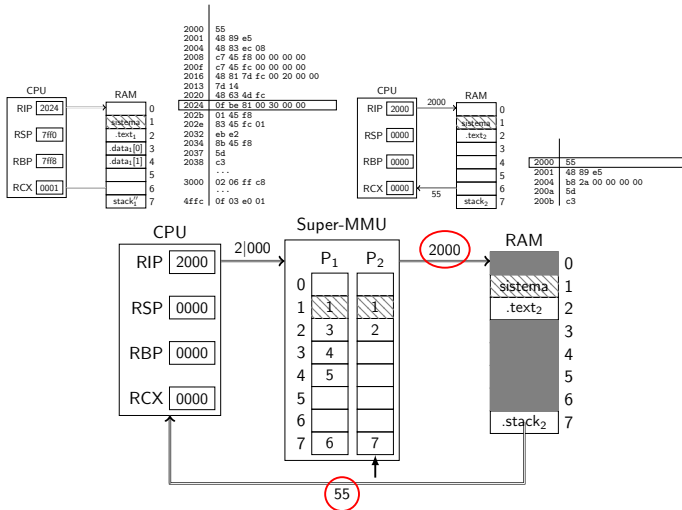 2000 55
2001 48 89 e5
2004 48 83 ec 08
2008 c7 45 f8 00 00 00 00
200f c7 45 fc 00 00 00 00
2016 48 81 7d fc 00 20 00 00
2013 7d 14
2020 48 63 4d fc
2024 0f be 81 00 30 00 00
202b 01 45 f8
202e 83 45 fc 01
2032 eb e2
2034 8b 45 f8
2037 5d
2038 c3
...
3000 02 06 ff c8
...
4ffc 0f 03 e0 01
CPU
RIP 2024
RSP 7ff0
RBP 7ff8
RCX 0001
RAM
0
sistema 1
.text₁ 2
.data₁[0] 3
.data₁[1] 4
5
6
stack₁'' 7
CPU
RIP 2000
RSP 0000
RBP 0000
RCX 0000
2000
55
RAM
0
sistema 1
.text₂ 2
3
4
5
6
stack₂ 7
2000 55
2001 48 89 e5
2004 b8 2a 00 00 00 00
200a 5d
200b c3
CPU
RIP 2000
RSP 0000
RBP 0000
RCX 0000
2|000
Super-MMU
P₁ P₂
0
1 1 1
2 3 2
3 4
4 5
5
6
7 6 7
2000
RAM
0
sistema 1
.text₂ 2
3
4
5
6
.stack₂ 7
55